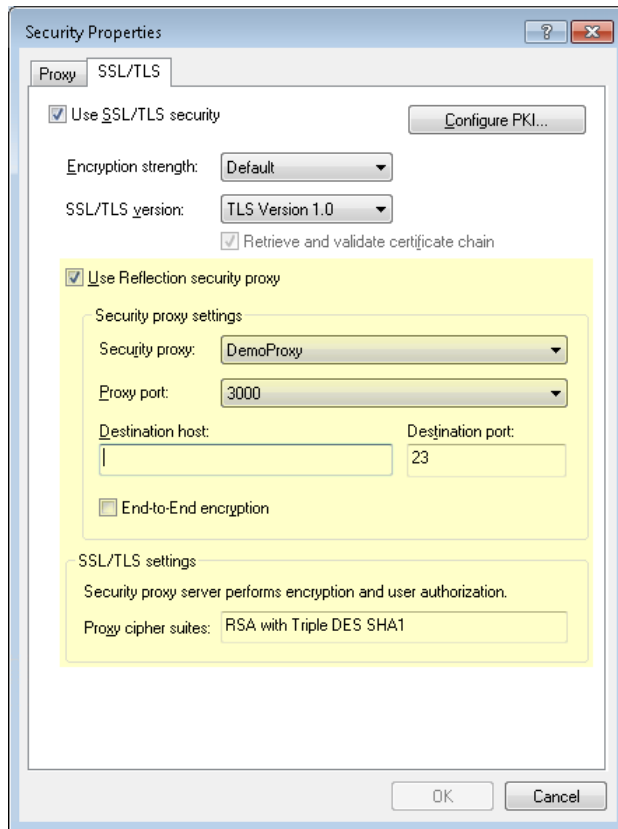 Security Properties
?
Proxy SSL/TLS
Use SSL/TLS security Configure PKI...
Encryption strength: Default
SSL/TLS version: TLS Version 1.0
Retrieve and validate certificate chain
Use Reflection security proxy
Security proxy settings
Security proxy: DemoProxy
Proxy port: 3000
Destination host: Destination port:
23
End-to-End encryption
SSL/TLS settings
Security proxy server performs encryption and user authorization.
Proxy cipher suites: RSA with Triple DES SHA1
OK Cancel